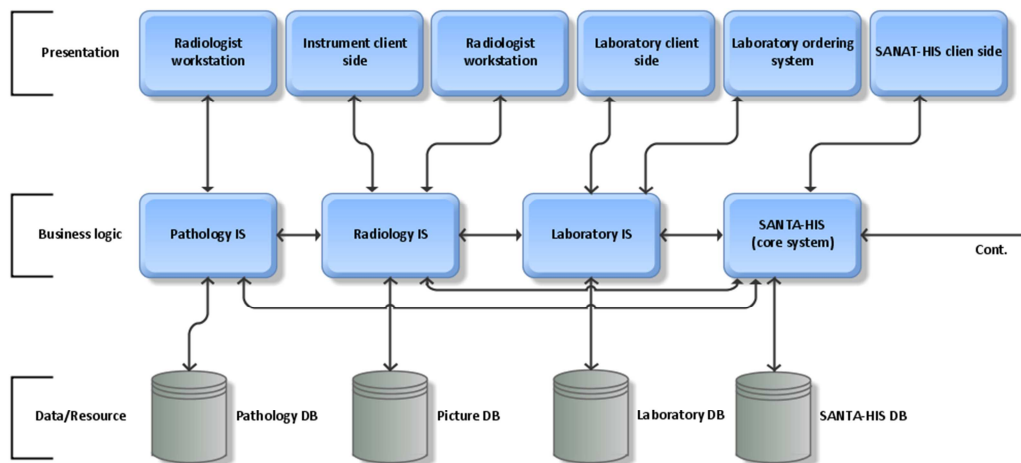 Presentation
Radiologist
workstation
Instrument client
side
Radiologist
workstation
Laboratory client
side
Laboratory ordering
system
SANAT-HIS clien side
Business logic
Pathology IS
Radiology IS
Laboratory IS
SANTA-HIS
(core system)
Cont.
Data/Resource
Pathology DB
Picture DB
Laboratory DB
SANTA-HIS DB